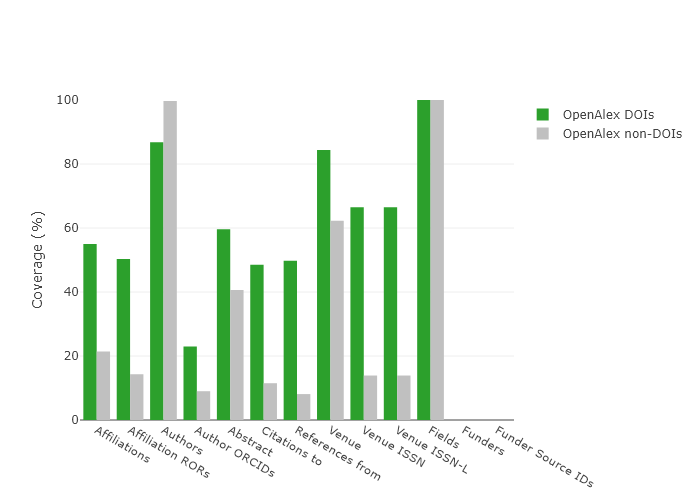 100
80
60
40
20
0
Coverage (%)
Affiliations
Affiliation RORs
Authors
Author ORCIDs
Abstract
Citations to
References from
Venue
Venue ISSN
Venue ISSN-L
Fields
Funders
Funder Source IDs
OpenAlex DOIs
OpenAlex non-DOIs